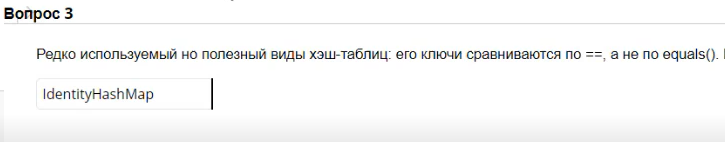 Вопрос 3
Редко используемый но полезный виды хэш-таблиц: его ключи сравниваются по ==, а не по equals().
IdentityHashMap